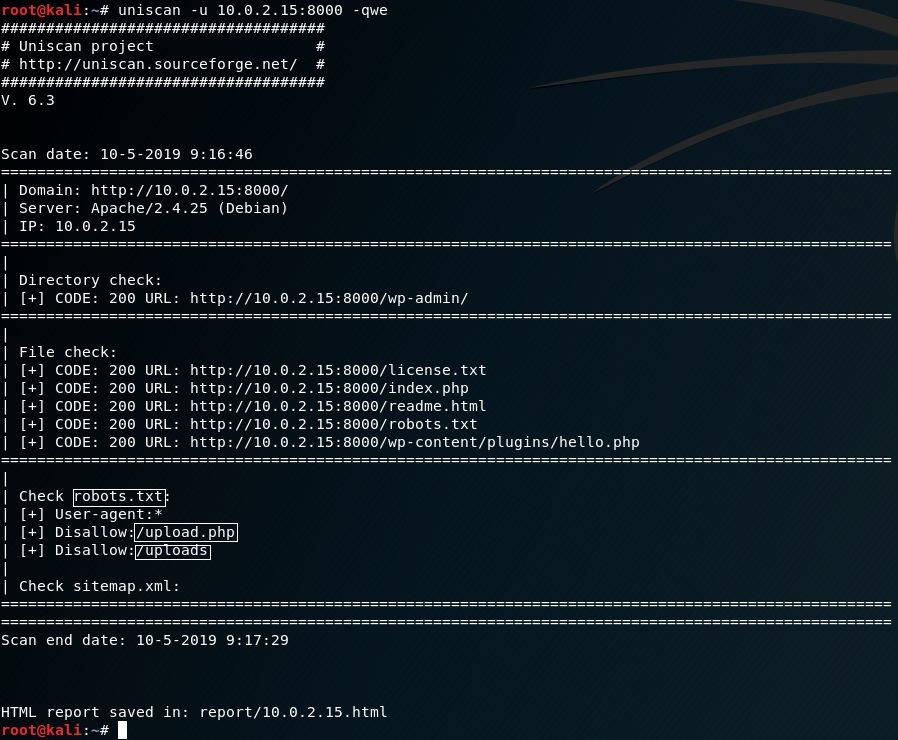 root@kali:~# uniscan -u 10.0.2.15:8000 -qwe
####################################
# Uniscan project                  #
# http://uniscan.sourceforge.net/  #
####################################
V. 6.3
Scan date: 10-5-2019 9:16:46
===================================================================================================
| Domain: http://10.0.2.15:8000/
| Server: Apache/2.4.25 (Debian)
| IP: 10.0.2.15
===================================================================================================
|
| Directory check:
| [+] CODE: 200 URL: http://10.0.2.15:8000/wp-admin/
===================================================================================================
|
| File check:
| [+] CODE: 200 URL: http://10.0.2.15:8000/license.txt
| [+] CODE: 200 URL: http://10.0.2.15:8000/index.php
| [+] CODE: 200 URL: http://10.0.2.15:8000/readme.html
| [+] CODE: 200 URL: http://10.0.2.15:8000/robots.txt
| [+] CODE: 200 URL: http://10.0.2.15:8000/wp-content/plugins/hello.php
===================================================================================================
|
| Check robots.txt:
| [+] User-agent:*
| [+] Disallow:/upload.php
| [+] Disallow:/uploads
|
| Check sitemap.xml:
===================================================================================================
===================================================================================================
Scan end date: 10-5-2019 9:17:29
HTML report saved in: report/10.0.2.15.html
root@kali:~#